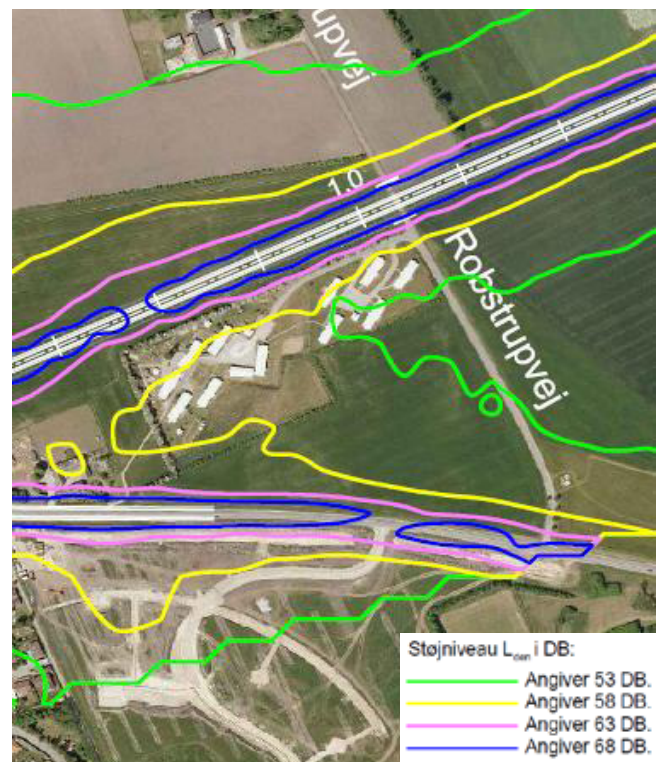 upvej
1.0
Robstrupvej
Støjniveau Lden i DB:
Angiver 53 DB.
Angiver 58 DB.
Angiver 63 DB.
Angiver 68 DB.